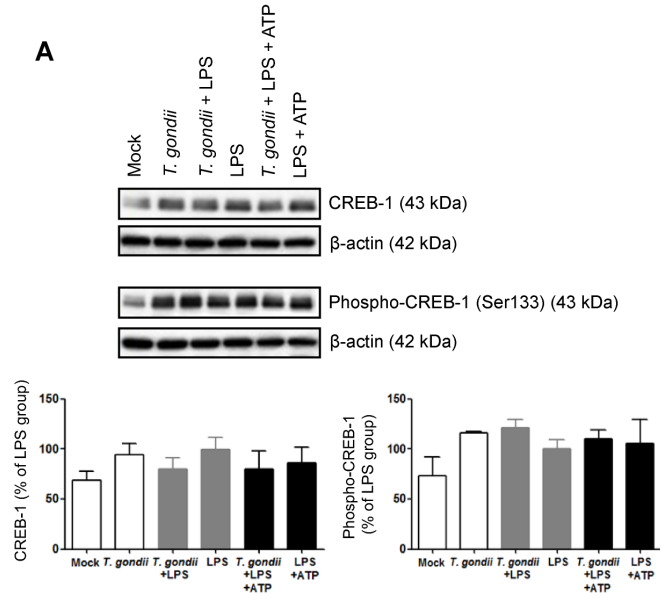 A
Mock
T. gondii
T. gondii + LPS
LPS
T. gondii + LPS + ATP
LPS + ATP
CREB-1 (43 kDa)
β-actin (42 kDa)
Phospho-CREB-1 (Ser133) (43 kDa)
β-actin (42 kDa)
CREB-1 (% of LPS group)
150
100
50
0
Mock
T. gondii
T. gondii
+LPS
LPS
T. gondii
+LPS
+ATP
LPS
+ATP
Phospho-CREB-1
(% of LPS group)
150
100
50
0
Mock
T. gondii
T. gondii
+LPS
LPS
T. gondii
+LPS
+ATP
LPS
+ATP